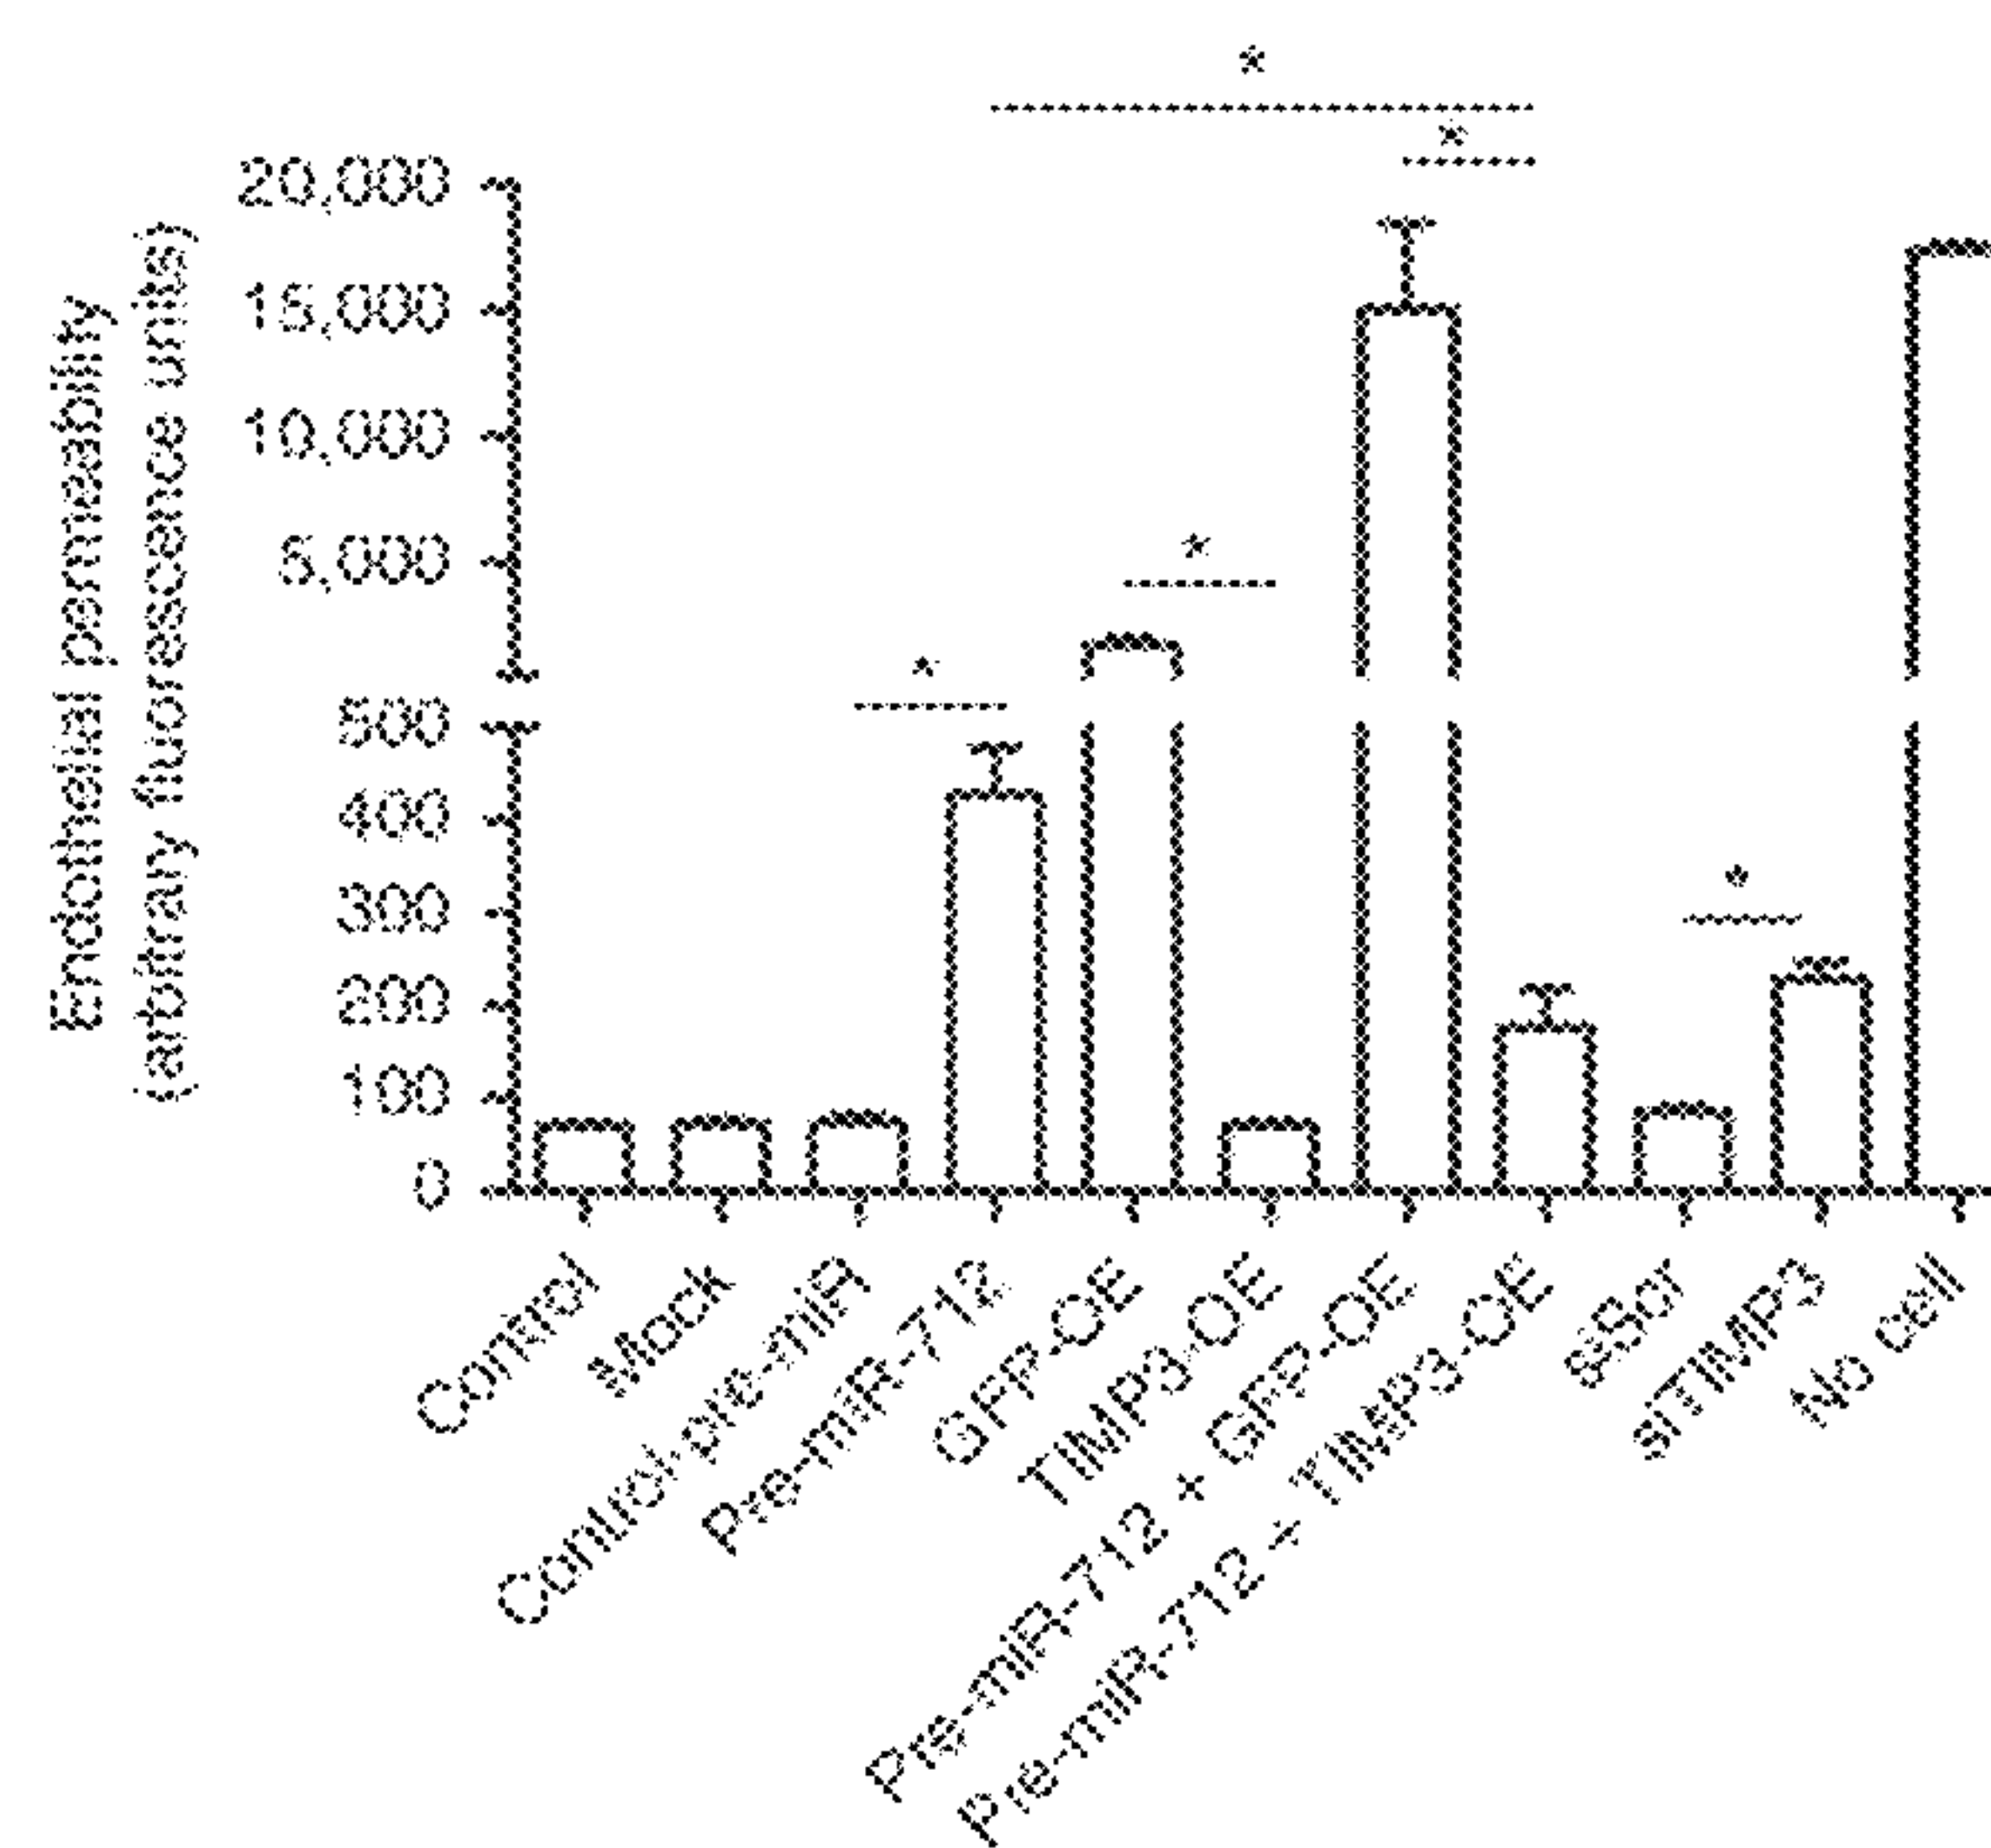 *
*
20,000
15,000
10,000
5,000
500
400
300
200
100
0
Endothelial permeability
(arbitrary fluorescence units)
*
*
*
Control
Mock
Control-pre-miR
Pre-miR-712
GFP-OE
TIMP3-OE
Pre-miR-712 + GFP-OE
Pre-miR-712 + TIMP3-OE
siScr
siTIMP3
No cell